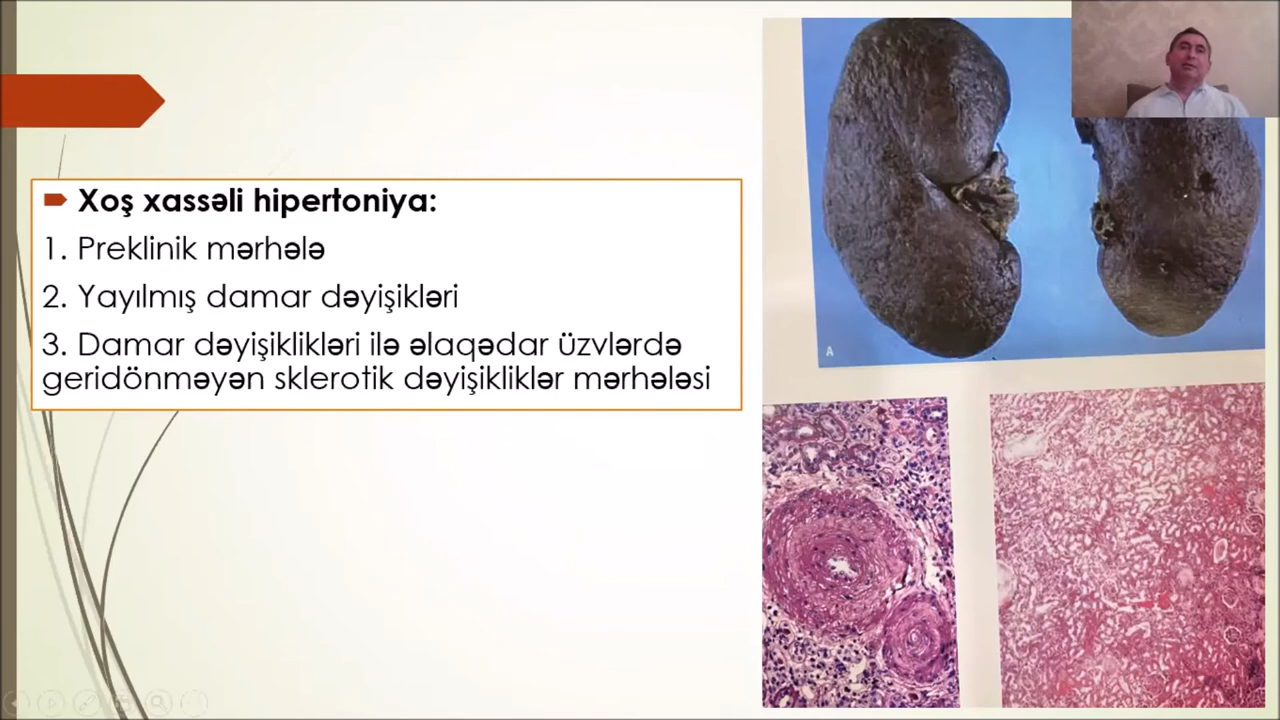 Xoş xassəli hipertoniya:
1. Preklinik mərhələ
2. Yayılmış damar dəyişikləri
3. Damar dəyişiklikləri ilə əlaqədar üzvlərdə
geridönməyən sklerotik dəyişikliklər mərhələsi
A